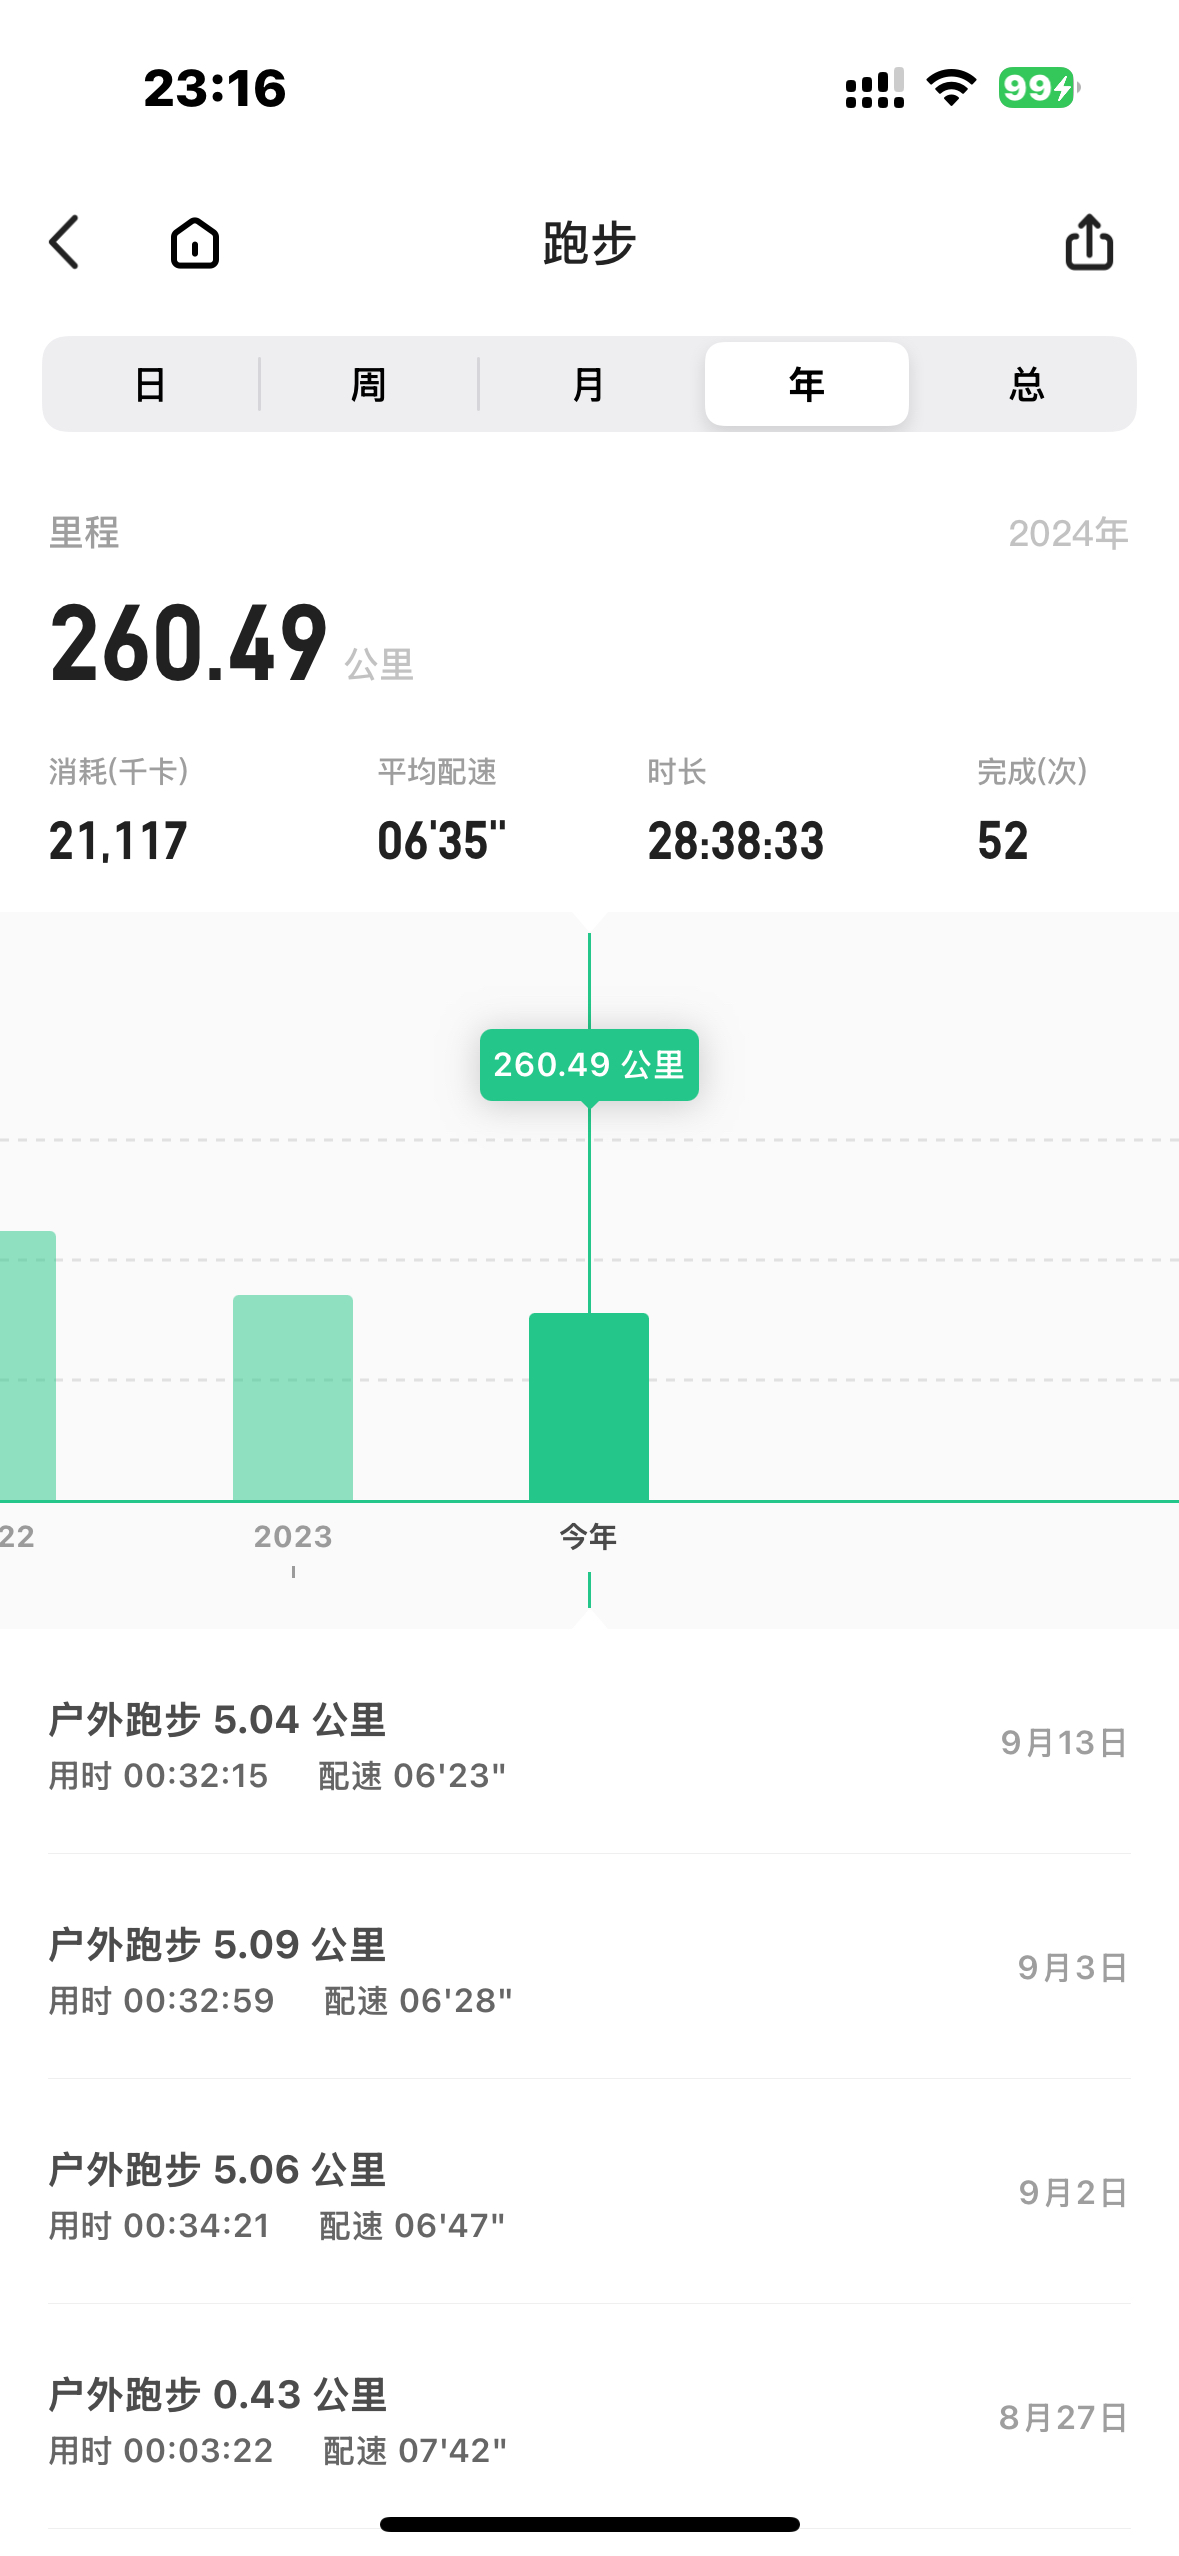 23:16
99
跑步
日 周 月 年 总
里程 2024年
260.49 公里
消耗(千卡) 平均配速 时长 完成(次)
21,117 06'35" 28:38:33 52
260.49 公里
22 2023 今年
户外跑步 5.04 公里
用时 00:32:15 配速 06'23"
9月13日
户外跑步 5.09 公里
用时 00:32:59 配速 06'28"
9月3日
户外跑步 5.06 公里
用时 00:34:21 配速 06'47"
9月2日
户外跑步 0.43 公里
用时 00:03:22 配速 07'42"
8月27日